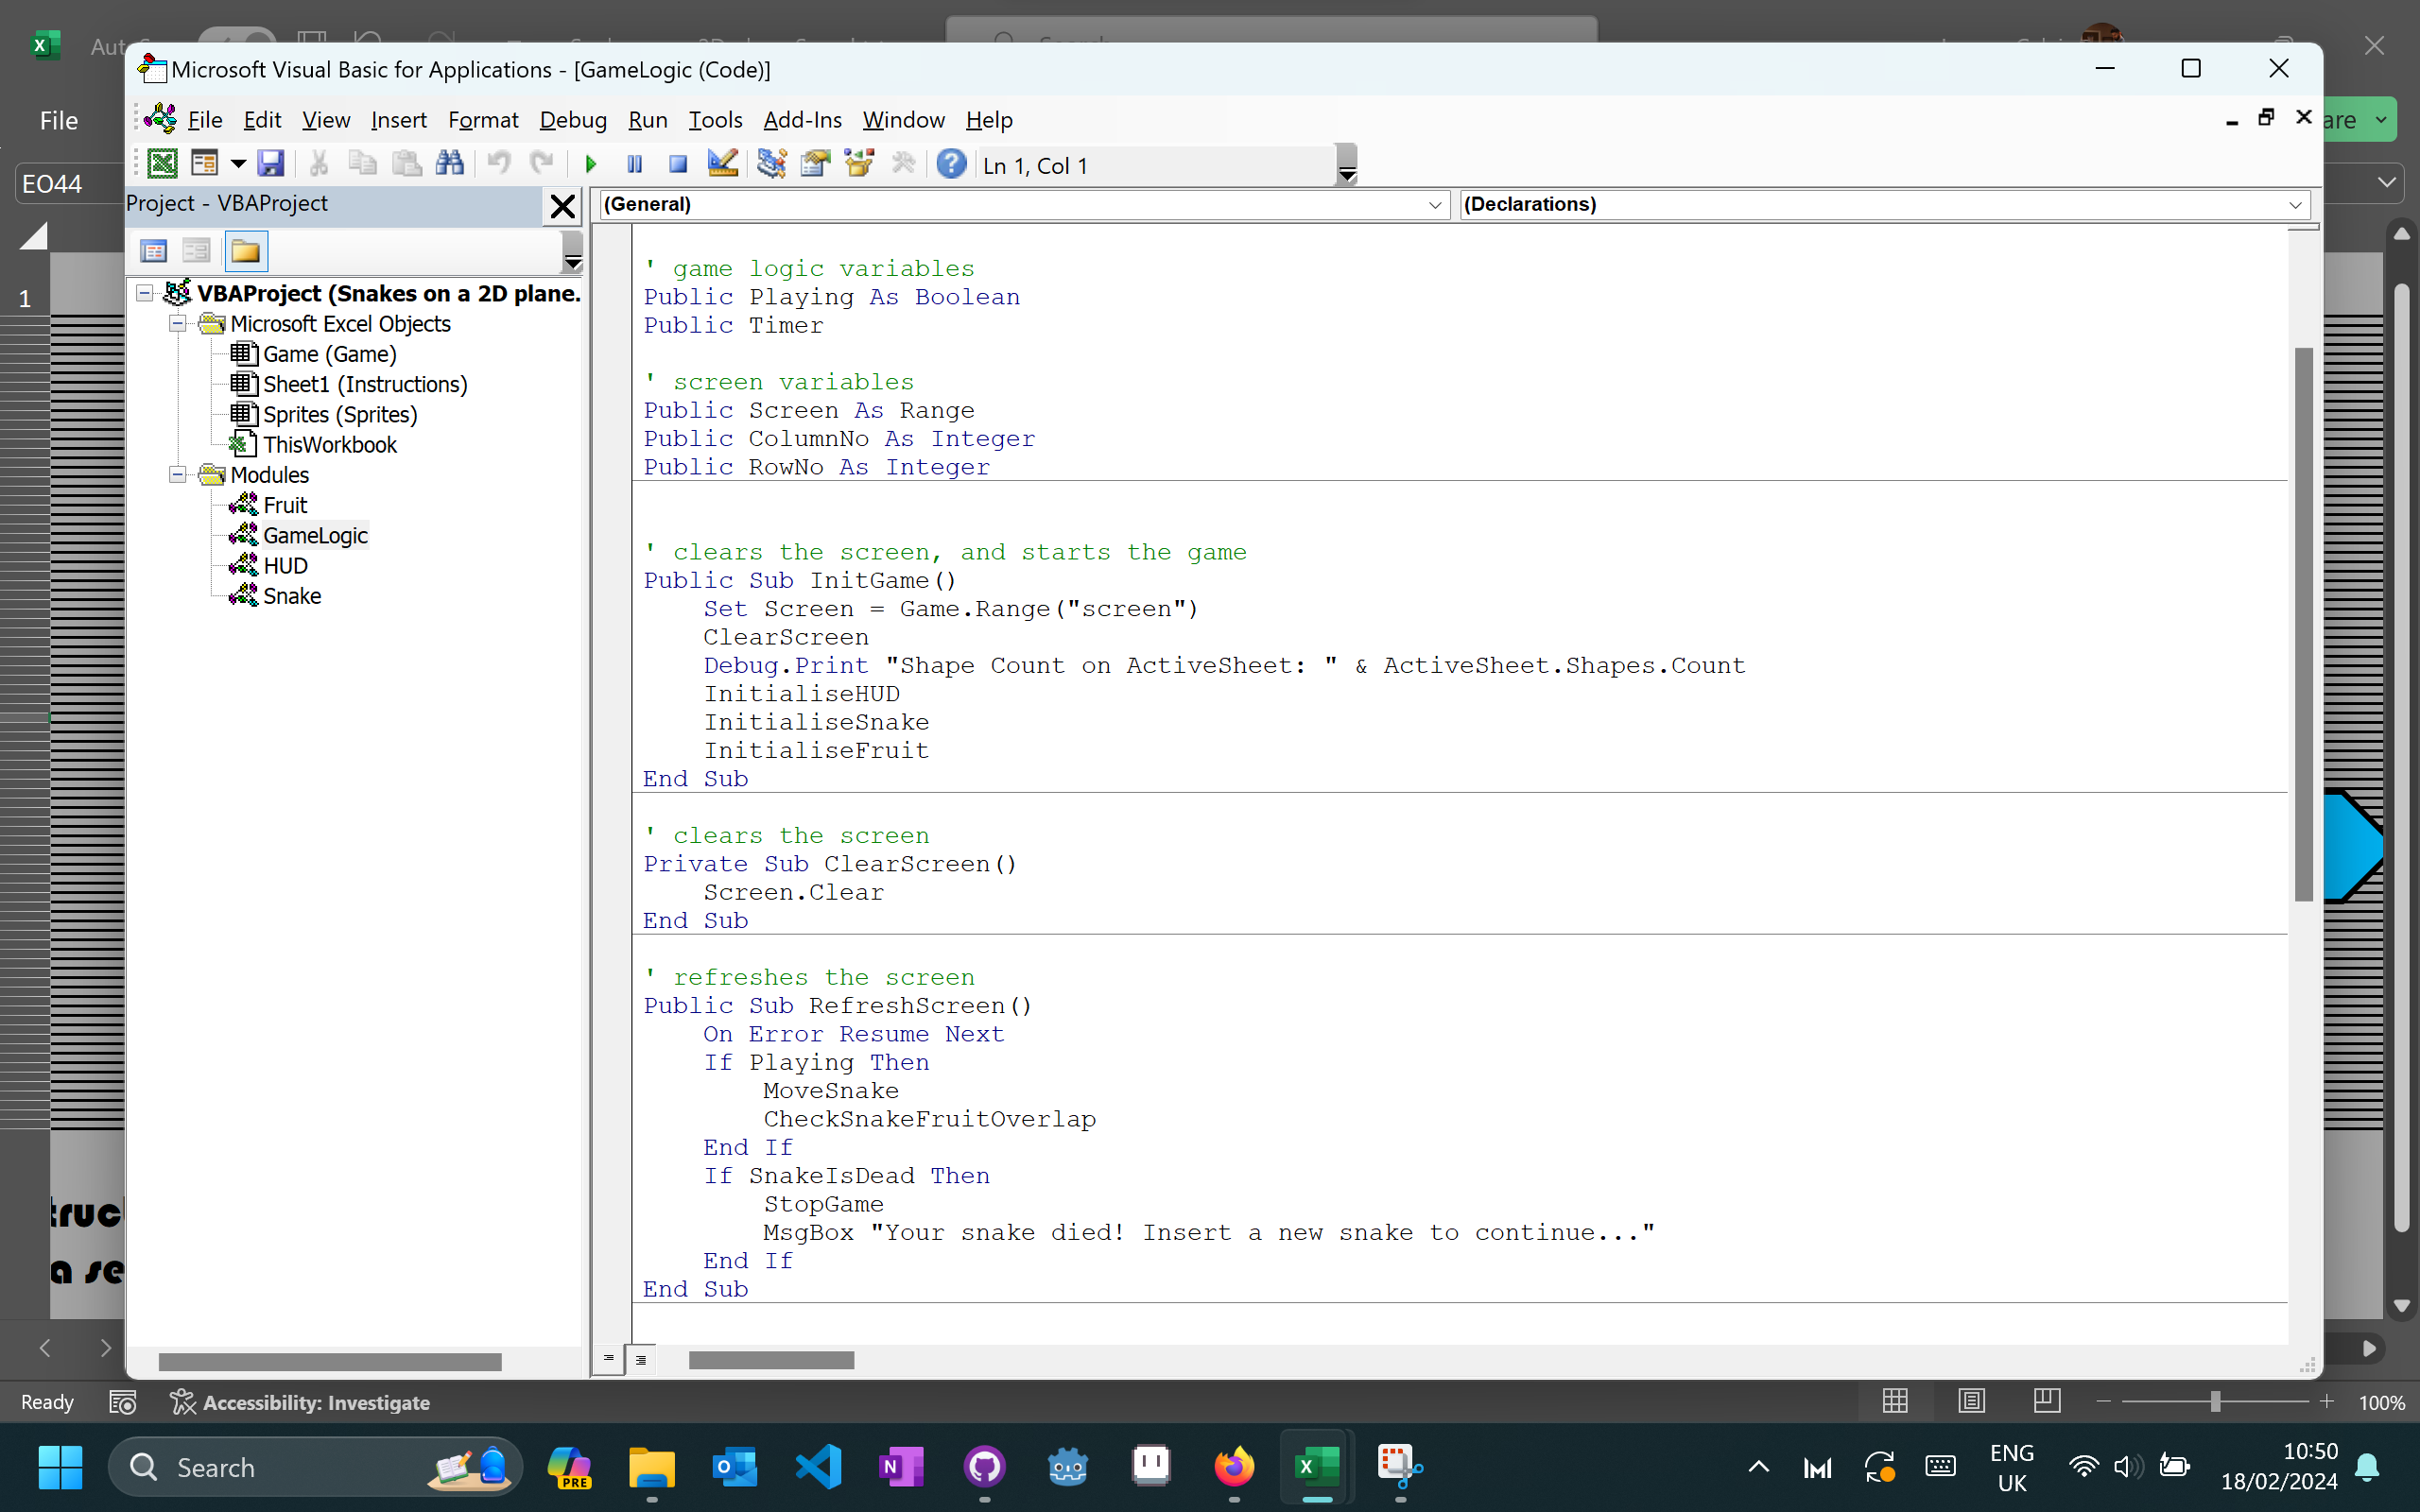 Microsoft Visual Basic for Applications - [GameLogic (Code)]
File
File Edit View Insert Format Debug Run Tools Add-Ins Window Help
are
Ln 1, Col 1
EO44
Project - VBAProject
(General)
(Declarations)
1
VBAProject (Snakes on a 2D plane.
Microsoft Excel Objects
Game (Game)
Sheet1 (Instructions)
Sprites (Sprites)
ThisWorkbook
Modules
Fruit
GameLogic
HUD
Snake
' game logic variables
Public Playing As Boolean
Public Timer
' screen variables
Public Screen As Range
Public ColumnNo As Integer
Public RowNo As Integer
' clears the screen, and starts the game
Public Sub InitGame()
Set Screen = Game.Range("screen")
ClearScreen
Debug.Print "Shape Count on ActiveSheet: " & ActiveSheet.Shapes.Count
InitialiseHUD
InitialiseSnake
InitialiseFruit
End Sub
' clears the screen
Private Sub ClearScreen()
Screen.Clear
End Sub
' refreshes the screen
Public Sub RefreshScreen()
On Error Resume Next
If Playing Then
MoveSnake
CheckSnakeFruitOverlap
End If
If SnakeIsDead Then
StopGame
MsgBox "Your snake died! Insert a new snake to continue..."
End If
End Sub
truc
a se
Ready
Accessibility: Investigate
100%
Search
PRE
ENG
UK
10:50
18/02/2024